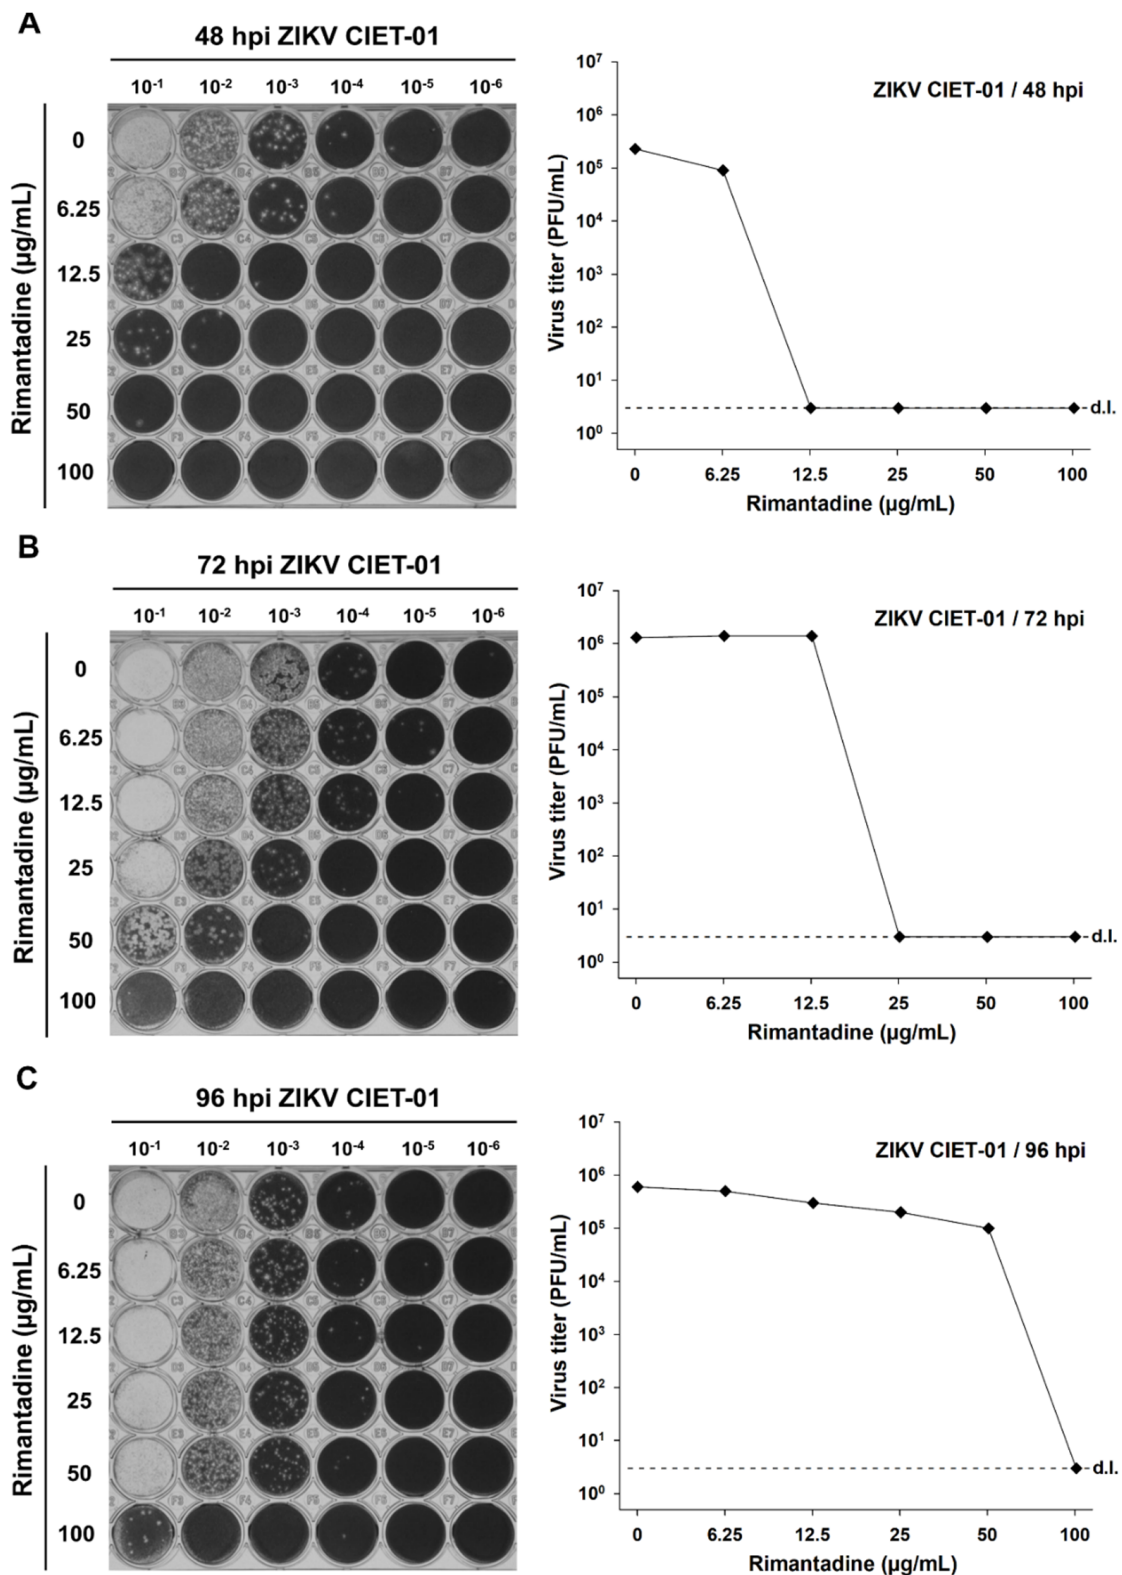 A
48 hpi ZIKV CIET-01
10-1 10-2 10-3 10-4 10-5 10-6
Rimantadine (µg/mL)
0
6.25
12.5
25
50
100
ZIKV CIET-01 / 48 hpi
Virus titer (PFU/mL)
10⁷
10⁶
10⁵
10⁴
10³
10²
10¹
10⁰
d.l.
0 6.25 12.5 25 50 100
Rimantadine (µg/mL)
B
72 hpi ZIKV CIET-01
10-1 10-2 10-3 10-4 10-5 10-6
Rimantadine (µg/mL)
0
6.25
12.5
25
50
100
ZIKV CIET-01 / 72 hpi
Virus titer (PFU/mL)
10⁷
10⁶
10⁵
10⁴
10³
10²
10¹
10⁰
d.l.
0 6.25 12.5 25 50 100
Rimantadine (µg/mL)
C
96 hpi ZIKV CIET-01
10-1 10-2 10-3 10-4 10-5 10-6
Rimantadine (µg/mL)
0
6.25
12.5
25
50
100
ZIKV CIET-01 / 96 hpi
Virus titer (PFU/mL)
10⁷
10⁶
10⁵
10⁴
10³
10²
10¹
10⁰
d.l.
0 6.25 12.5 25 50 100
Rimantadine (µg/mL)